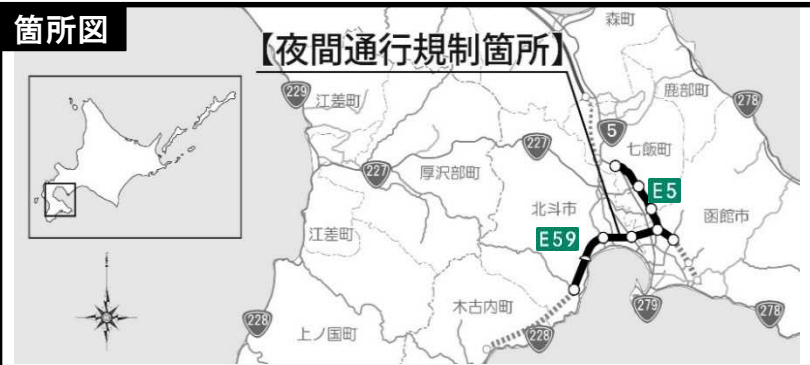 箇所図
【夜間通行規制箇所】
森町
229
江差町
鹿部町
278
5
七飯町
227
227
厚沢部町
E5
北斗市
函館市
江差町
E59
木古内町
279
278
228
上ノ国町
228